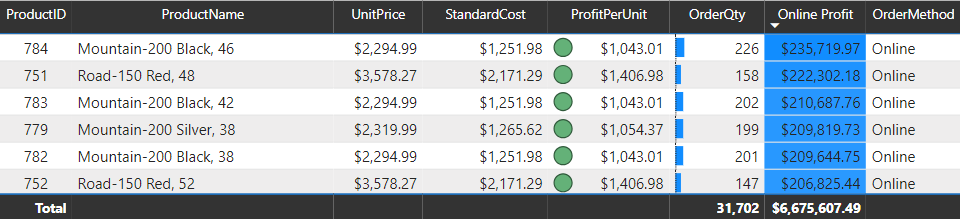 ProductID ProductName UnitPrice StandardCost ProfitPerUnit OrderQty Online Profit OrderMethod
784 Mountain-200 Black, 46 $2,294.99 $1,251.98 $1,043.01 226 $235,719.97 Online
751 Road-150 Red, 48 $3,578.27 $2,171.29 $1,406.98 158 $222,302.18 Online
783 Mountain-200 Black, 42 $2,294.99 $1,251.98 $1,043.01 202 $210,687.76 Online
779 Mountain-200 Silver, 38 $2,319.99 $1,265.62 $1,054.37 199 $209,819.73 Online
782 Mountain-200 Black, 38 $2,294.99 $1,251.98 $1,043.01 201 $209,644.75 Online
752 Road-150 Red, 52 $3,578.27 $2,171.29 $1,406.98 147 $206,825.44 Online
Total 31,702 $6,675,607.49